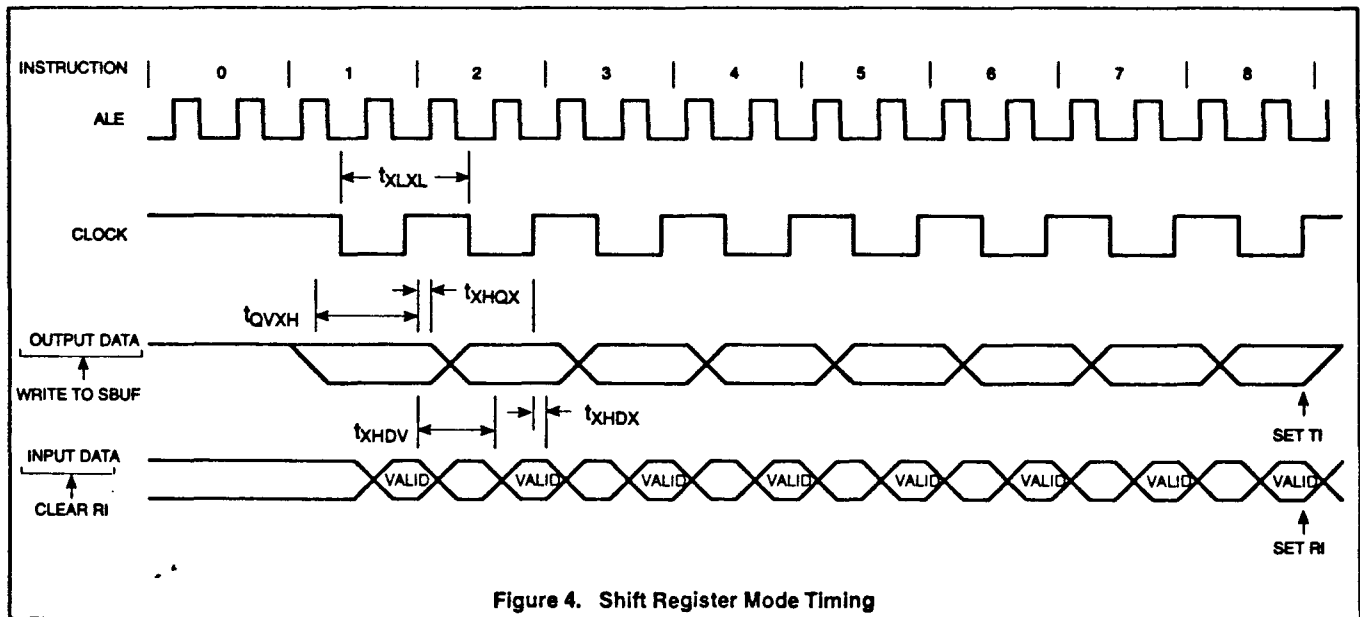 INSTRUCTION 0 1 2 3 4 5 6 7 8
ALE
tXLXL
CLOCK
tQVXH
tXHQX
OUTPUT DATA
WRITE TO SBUF
tXHDV
tXHDX
SET TI
INPUT DATA
VALID VALID VALID VALID VALID VALID VALID VALID
CLEAR RI
SET RI
Figure 4. Shift Register Mode Timing